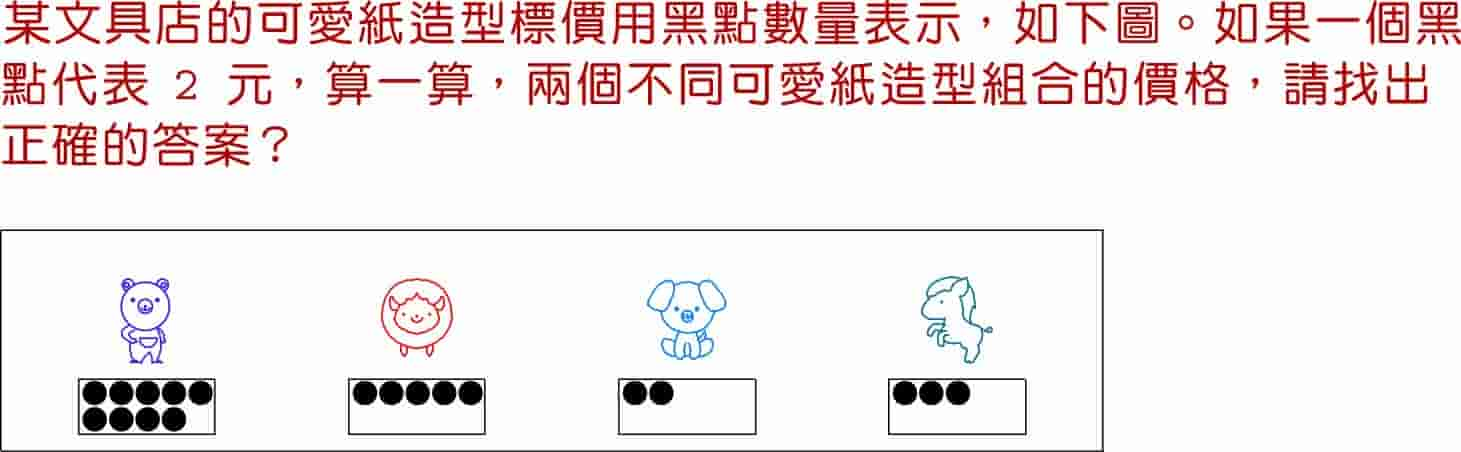 某文具店的可愛紙造型標價用黑點數量表示，如下圖。如果一個黑
點代表 2 元，算一算，兩個不同可愛紙造型組合的價格，請找出
正確的答案？